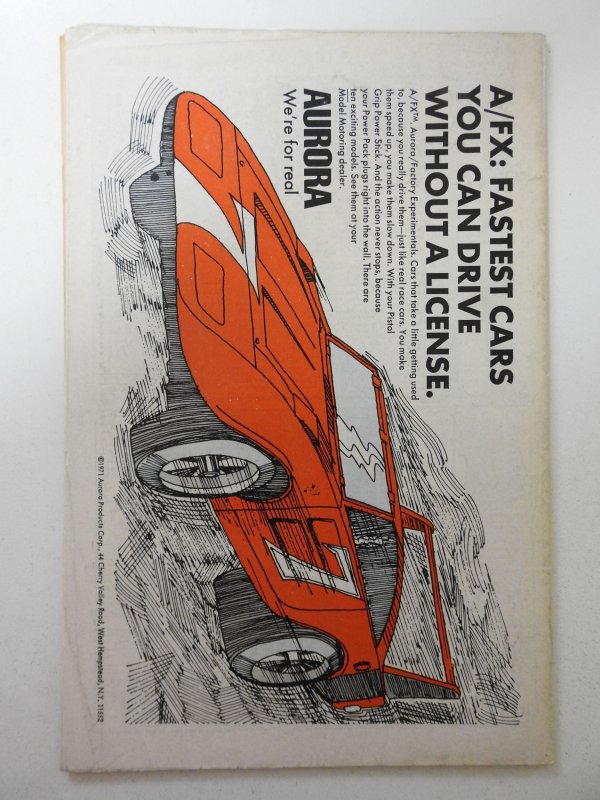 A/FX: FASTEST CARS
YOU CAN DRIVE
WITHOUT A LICENSE.
A/FX™. Aurora/Factory Experimentals. Cars that take a little getting used
to, because you really drive them—just like real race cars. You make
them speed up, you make them slow down. With your Pistol
Grip Power Stick. And the action never stops, because
your Power Pack plugs right into the wall. There are
ten exciting models. See them at your
Model Motoring dealer.
AURORA
We're for real
7
©1971 Aurora Products Corp., 44 Cherry Valley Road, West Hempstead, N.Y. 11552